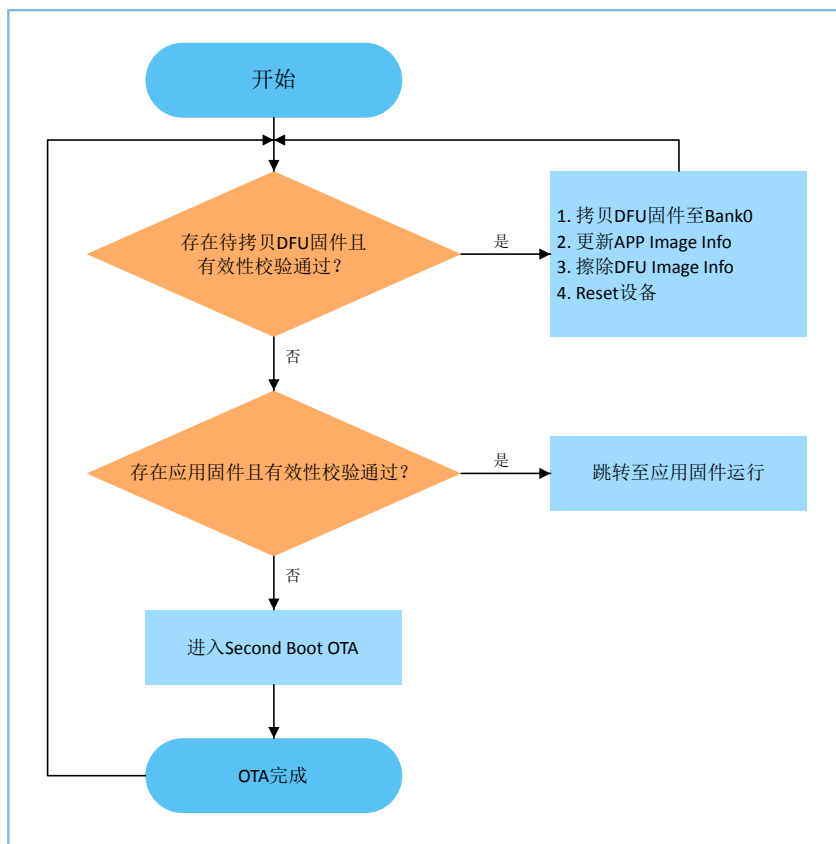 开始
存在待拷贝DFU固件且
有效性校验通过？
是
1. 拷贝DFU固件至Bank0
2. 更新APP Image Info
3. 擦除DFU Image Info
4. Reset设备
否
存在应用固件且有效性校验通过？
是
跳转至应用固件运行
否
进入Second Boot OTA
OTA完成